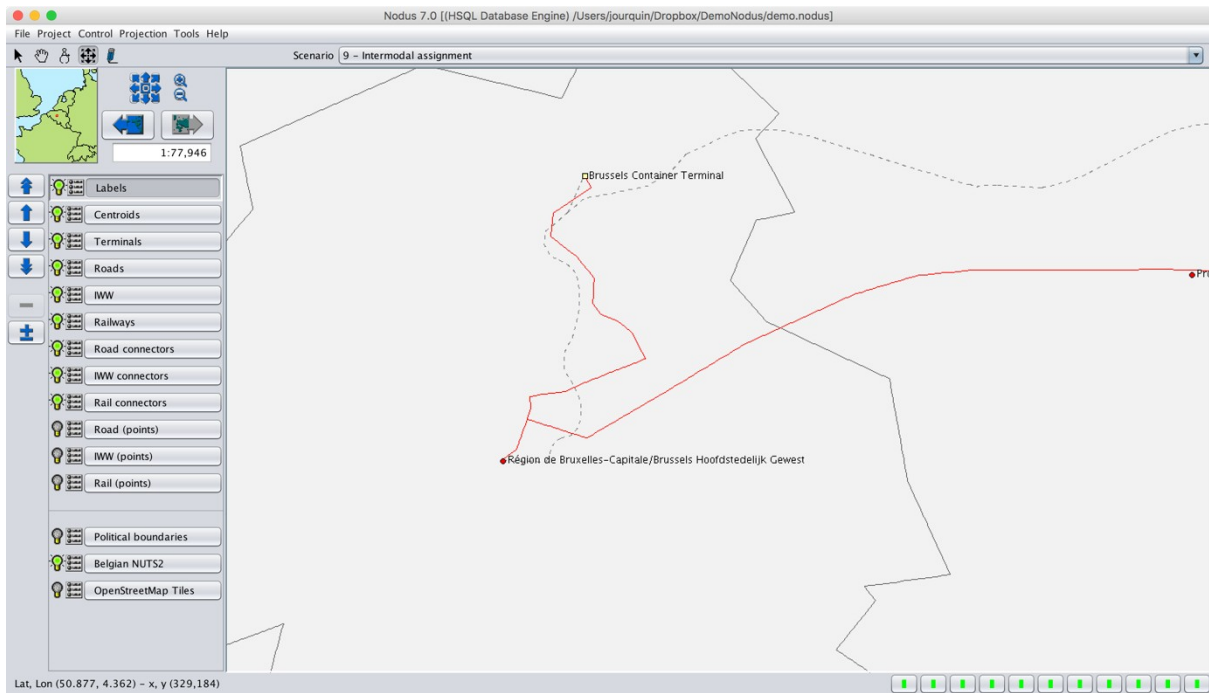 Nodus 7.0 [(HSQL Database Engine) /Users/jourquin/Dropbox/DemoNodus/demo.nodus]
File Project Control Projection Tools Help
Scenario 9 - Intermodal assignment
1:77,946
Labels
Centroids
Terminals
Roads
IWW
Railways
Road connectors
IWW connectors
Rail connectors
Road (points)
IWW (points)
Rail (points)
Political boundaries
Belgian NUTS2
OpenStreetMap Tiles
Brussels Container Terminal
Région de Bruxelles-Capitale/Brussels Hoofdstedelijk Gewest
Lat, Lon (50.877, 4.362) - x, y (329,184)